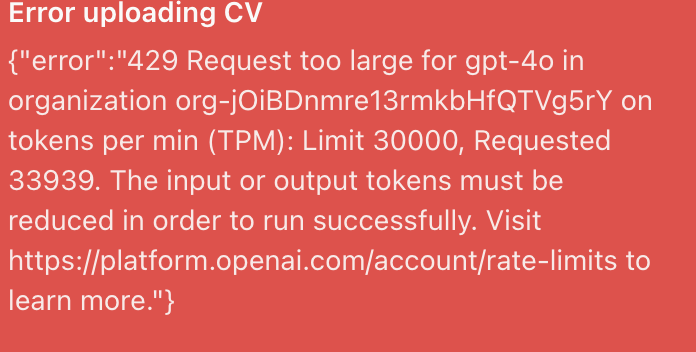 Error uploading CV
{"error":"429 Request too large for gpt-4o in
organization org-jOiBDnmre13rmkbHfQTVg5rY on
tokens per min (TPM): Limit 30000, Requested
33939. The input or output tokens must be
reduced in order to run successfully. Visit
https://platform.openai.com/account/rate-limits to
learn more."}